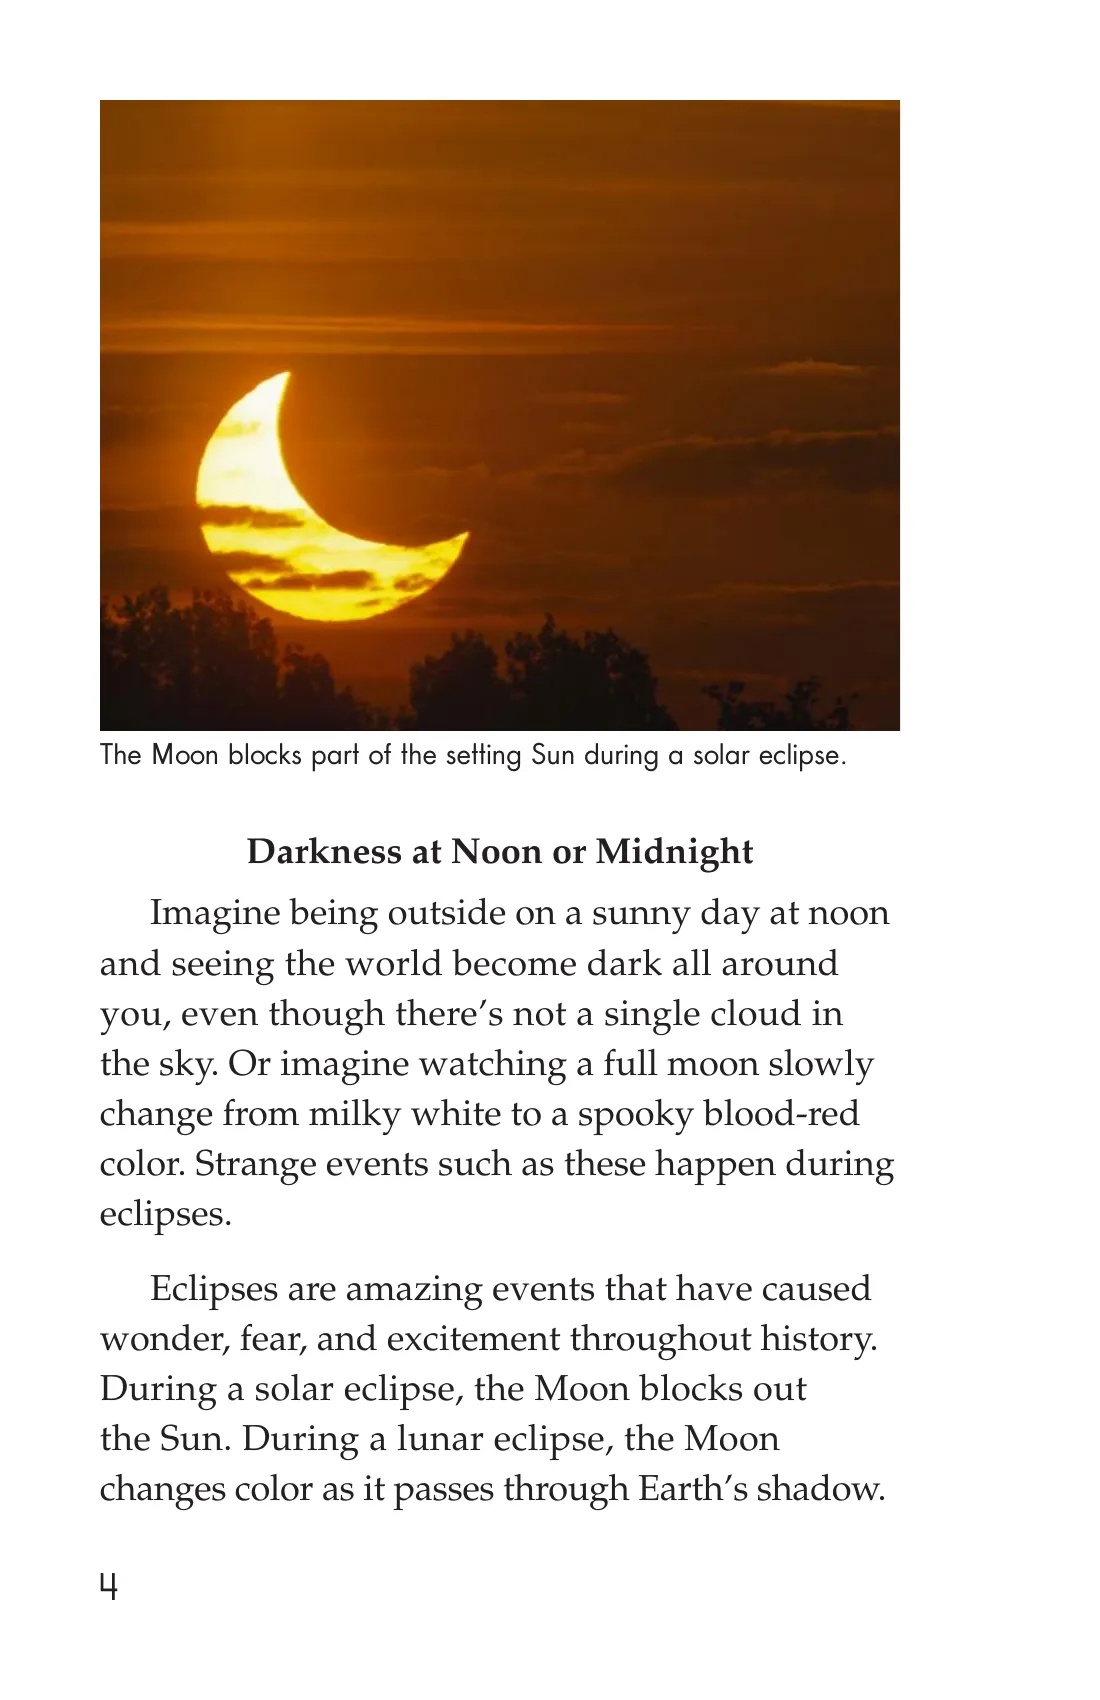 The Moon blocks part of the setting Sun during a solar eclipse.
Darkness at Noon or Midnight
Imagine being outside on a sunny day at noon
and seeing the world become dark all around
you, even though there’s not a single cloud in
the sky. Or imagine watching a full moon slowly
change from milky white to a spooky blood-red
color. Strange events such as these happen during
eclipses.
Eclipses are amazing events that have caused
wonder, fear, and excitement throughout history.
During a solar eclipse, the Moon blocks out
the Sun. During a lunar eclipse, the Moon
changes color as it passes through Earth’s shadow.
4